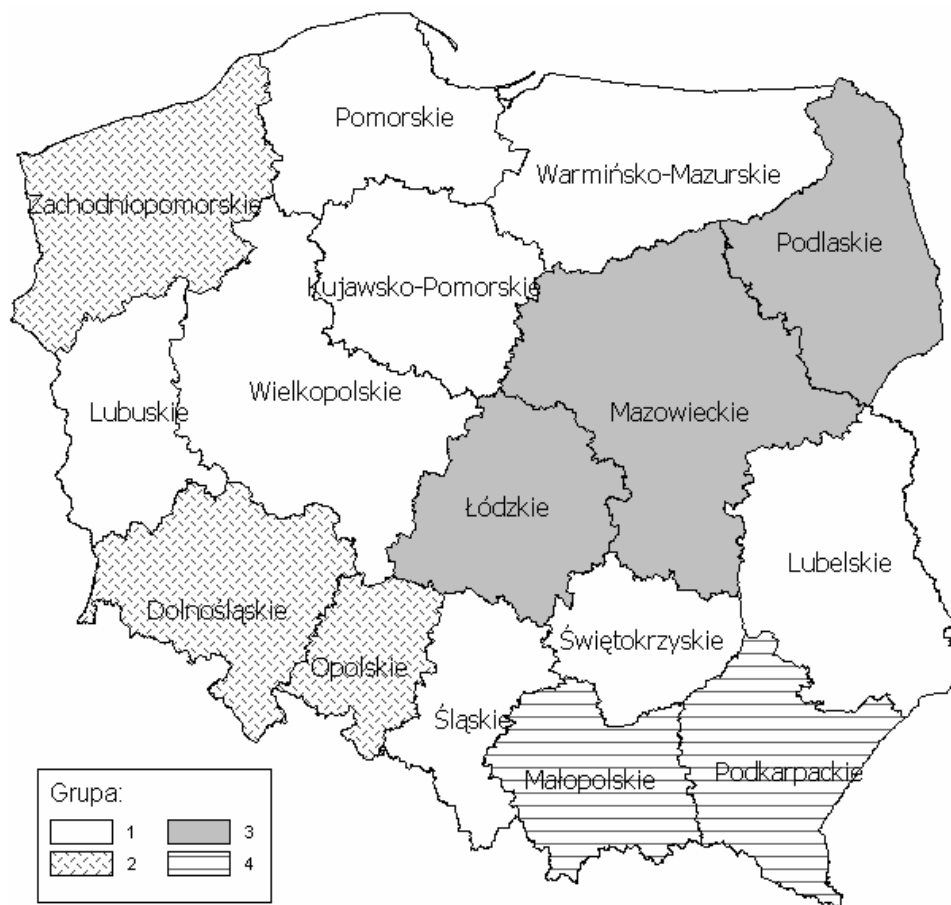 Pomorskie
Warmińsko-Mazurskie
Zachodniopomorskie
Podlaskie
Kujawsko-Pomorskie
Wielkopolskie
Lubuskie
Mazowieckie
Łódzkie
Lubelskie
Dolnośląskie
Świętokrzyskie
Opolskie
Śląskie
Małopolskie
Podkarpackie
Grupa:
1 3
2 4